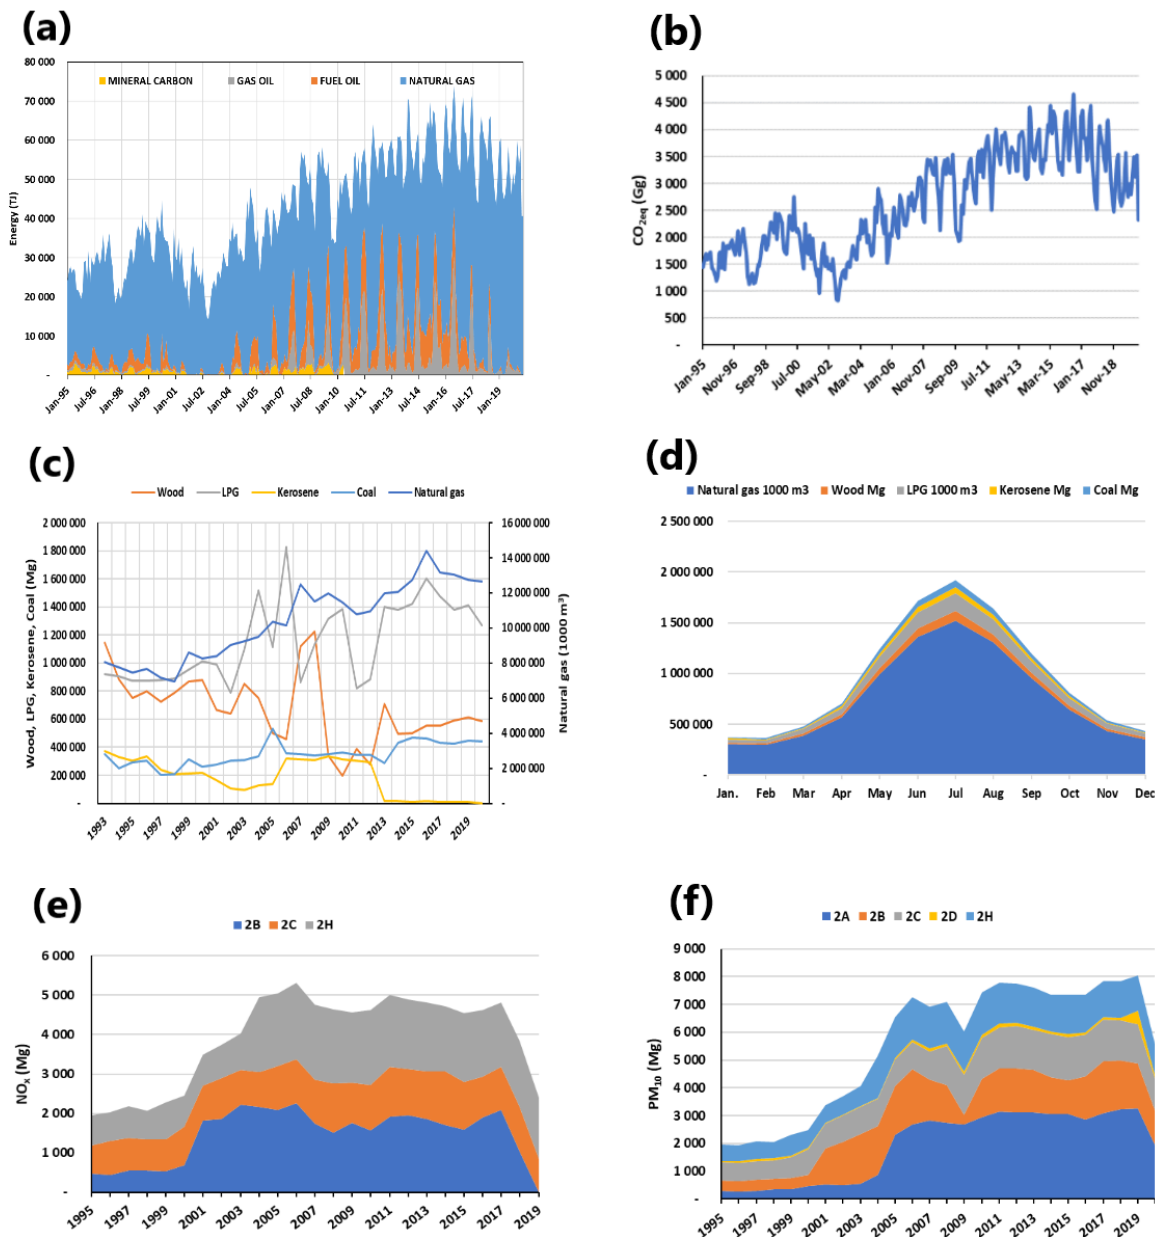 (a)
MINERAL CARBON GAS OIL FUEL OIL NATURAL GAS
Energy (TJ)
80 000
70 000
60 000
50 000
40 000
30 000
20 000
10 000
-
Jan-95 Jul-96 Jan-98 Jul-99 Jan-01 Jul-02 Jan-04 Jul-05 Jan-07 Jul-08 Jan-10 Jul-11 Jan-13 Jul-14 Jan-16 Jul-17 Jan-19
(b)
CO2eq (Gg)
5 000
4 500
4 000
3 500
3 000
2 500
2 000
1 500
1 000
500
-
Jan-95 Nov-96 Sep-98 Jul-00 May-02 Mar-04 Jan-06 Nov-07 Sep-09 Jul-11 May-13 Mar-15 Jan-17 Nov-18
(c)
Wood LPG Kerosene Coal Natural gas
Wood, LPG, Kerosene, Coal (Mg)
2 000 000
1 800 000
1 600 000
1 400 000
1 200 000
1 000 000
800 000
600 000
400 000
200 000
-
16 000 000
14 000 000
12 000 000
10 000 000
8 000 000
6 000 000
4 000 000
2 000 000
-
Natural gas (1000 m³)
1993 1995 1997 1999 2001 2003 2005 2007 2009 2011 2013 2015 2017 2019
(d)
Natural gas 1000 m3 Wood Mg LPG 1000 m3 Kerosene Mg Coal Mg
2 500 000
2 000 000
1 500 000
1 000 000
500 000
-
Jan. Feb Mar Apr May Jun Jul Aug Sep Oct Nov Dec
(e)
2B 2C 2H
NOx (Mg)
6 000
5 000
4 000
3 000
2 000
1 000
-
1995 1997 1999 2001 2003 2005 2007 2009 2011 2013 2015 2017 2019
(f)
2A 2B 2C 2D 2H
PM10 (Mg)
9 000
8 000
7 000
6 000
5 000
4 000
3 000
2 000
1 000
-
1995 1997 1999 2001 2003 2005 2007 2009 2011 2013 2015 2017 2019